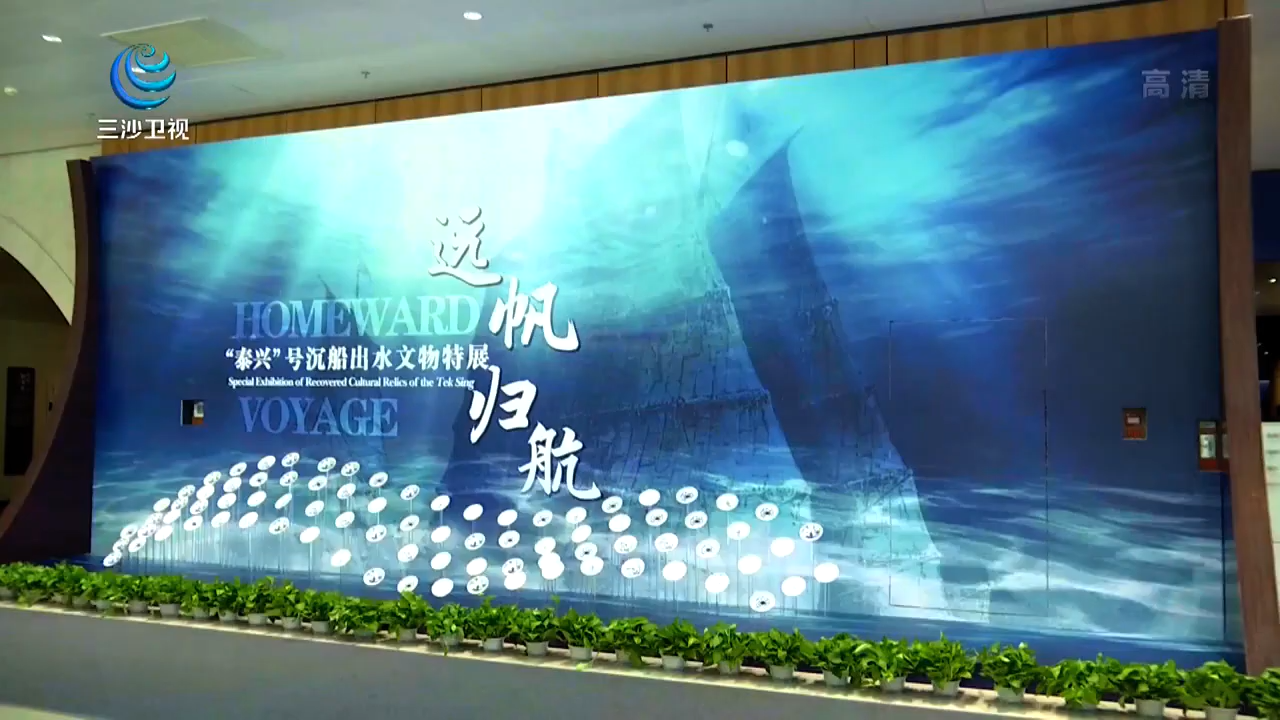 三沙卫视
高清
远帆归航
HOMEWARD
“泰兴”号沉船出水文物特展
Special Exhibition of Recovered Cultural Relics of the Tek Sing
VOYAGE